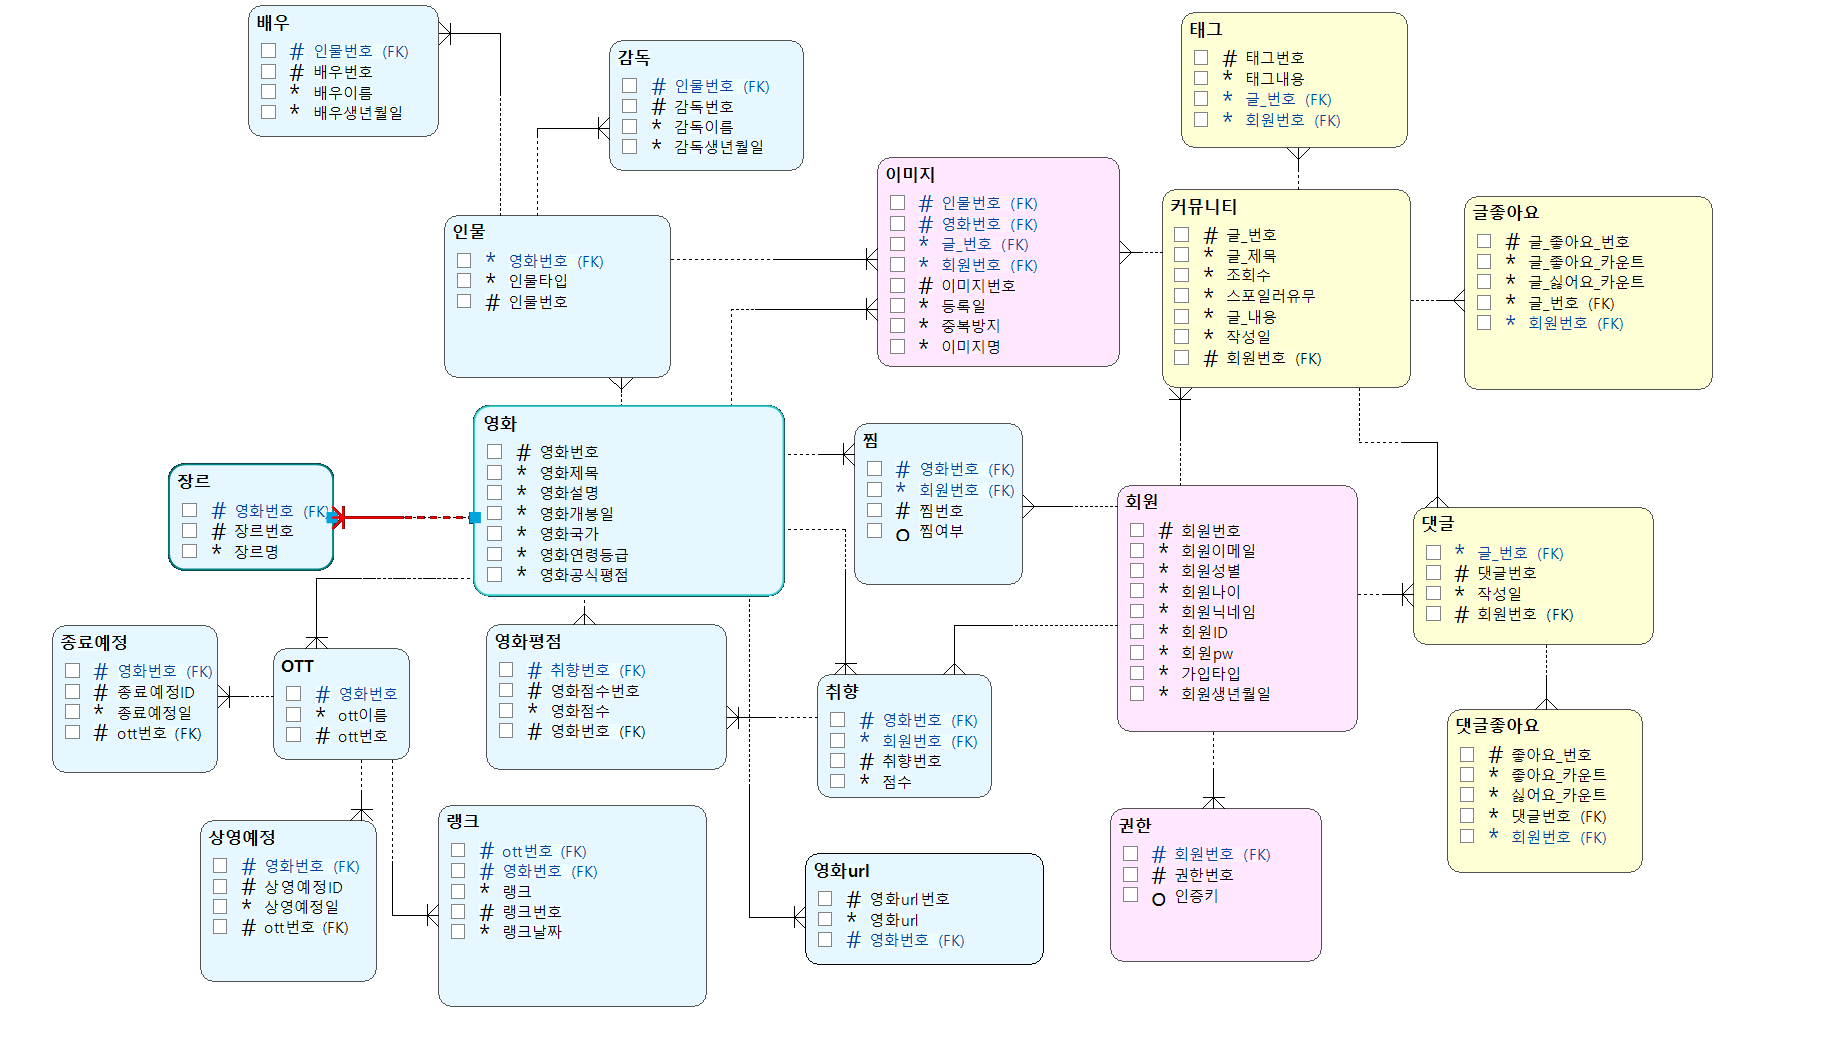 배우
# 인물번호 (FK)
# 배우번호
* 배우이름
* 배우생년월일
감독
# 인물번호 (FK)
# 감독번호
* 감독이름
* 감독생년월일
태그
# 태그번호
* 태그내용
* 글_번호 (FK)
* 회원번호 (FK)
이미지
# 인물번호 (FK)
# 영화번호 (FK)
* 글_번호 (FK)
* 회원번호 (FK)
# 이미지번호
* 등록일
* 중복방지
* 이미지명
커뮤니티
# 글_번호
* 글_제목
* 조회수
* 스포일러유무
* 글_내용
* 작성일
# 회원번호 (FK)
글좋아요
# 글_좋아요_번호
* 글_좋아요_카운트
* 글_싫어요_카운트
* 글_번호 (FK)
* 회원번호 (FK)
인물
* 영화번호 (FK)
* 인물타입
# 인물번호
영화
# 영화번호
* 영화제목
* 영화설명
* 영화개봉일
* 영화국가
* 영화연령등급
* 영화공식평점
찜
# 영화번호 (FK)
* 회원번호 (FK)
# 찜번호
o 찜여부
장르
# 영화번호 (FK)
# 장르번호
* 장르명
회원
# 회원번호
* 회원이메일
* 회원성별
* 회원나이
* 회원닉네임
* 회원ID
* 회원pw
* 가입타입
* 회원생년월일
댓글
* 글_번호 (FK)
# 댓글번호
* 작성일
# 회원번호 (FK)
종료예정
# 영화번호 (FK)
# 종료예정ID
* 종료예정일
# ott번호 (FK)
OTT
# 영화번호
* ott이름
# ott번호
영화평점
# 취향번호 (FK)
# 영화점수번호
* 영화점수
# 영화번호 (FK)
취향
# 영화번호 (FK)
* 회원번호 (FK)
# 취향번호
* 점수
댓글좋아요
# 좋아요_번호
* 좋아요_카운트
* 싫어요_카운트
* 댓글번호 (FK)
* 회원번호 (FK)
상영예정
# 영화번호 (FK)
# 상영예정ID
* 상영예정일
# ott번호 (FK)
랭크
# ott번호 (FK)
# 영화번호 (FK)
* 랭크
# 랭크번호
* 랭크날짜
영화url
# 영화url번호
* 영화url
# 영화번호 (FK)
권한
# 회원번호 (FK)
# 권한번호
o 인증키